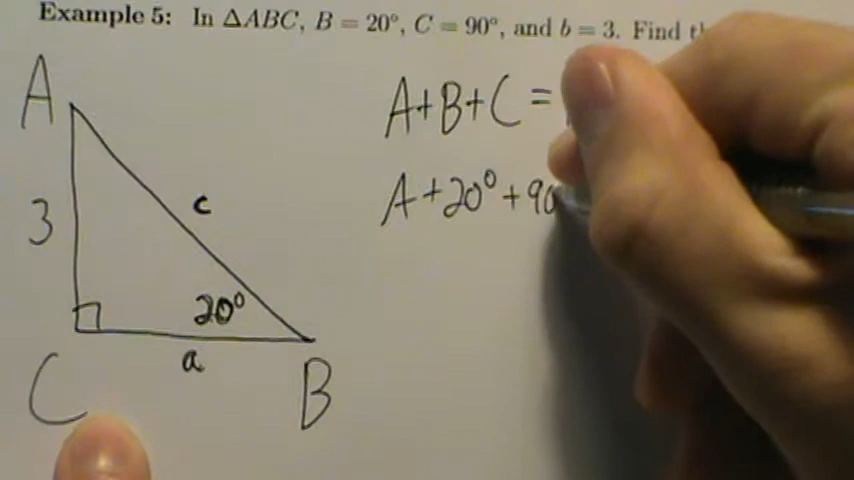 Example 5: In ΔABC, B = 20°, C = 90°, and b = 3. Find
A
A+B+C =
A+20°+90
3
c
20°
a
C
B